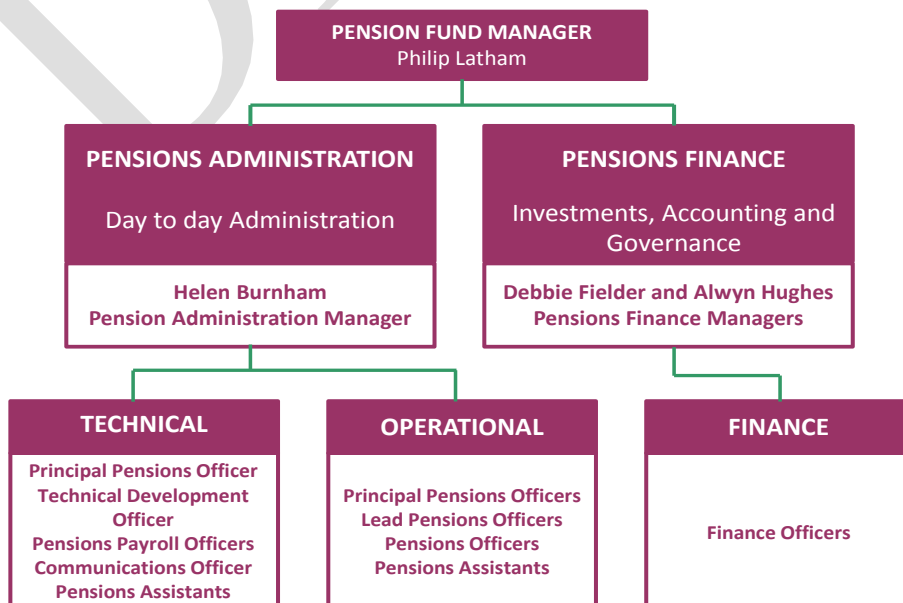 PENSION FUND MANAGER
Philip Latham
PENSIONS ADMINISTRATION
Day to day Administration
Helen Burnham
Pension Administration Manager
PENSIONS FINANCE
Investments, Accounting and
Governance
Debbie Fielder and Alwyn Hughes
Pensions Finance Managers
TECHNICAL
Principal Pensions Officer
Technical Development
Officer
Pensions Payroll Officers
Communications Officer
Pensions Assistants
OPERATIONAL
Principal Pensions Officers
Lead Pensions Officers
Pensions Officers
Pensions Assistants
FINANCE
Finance Officers